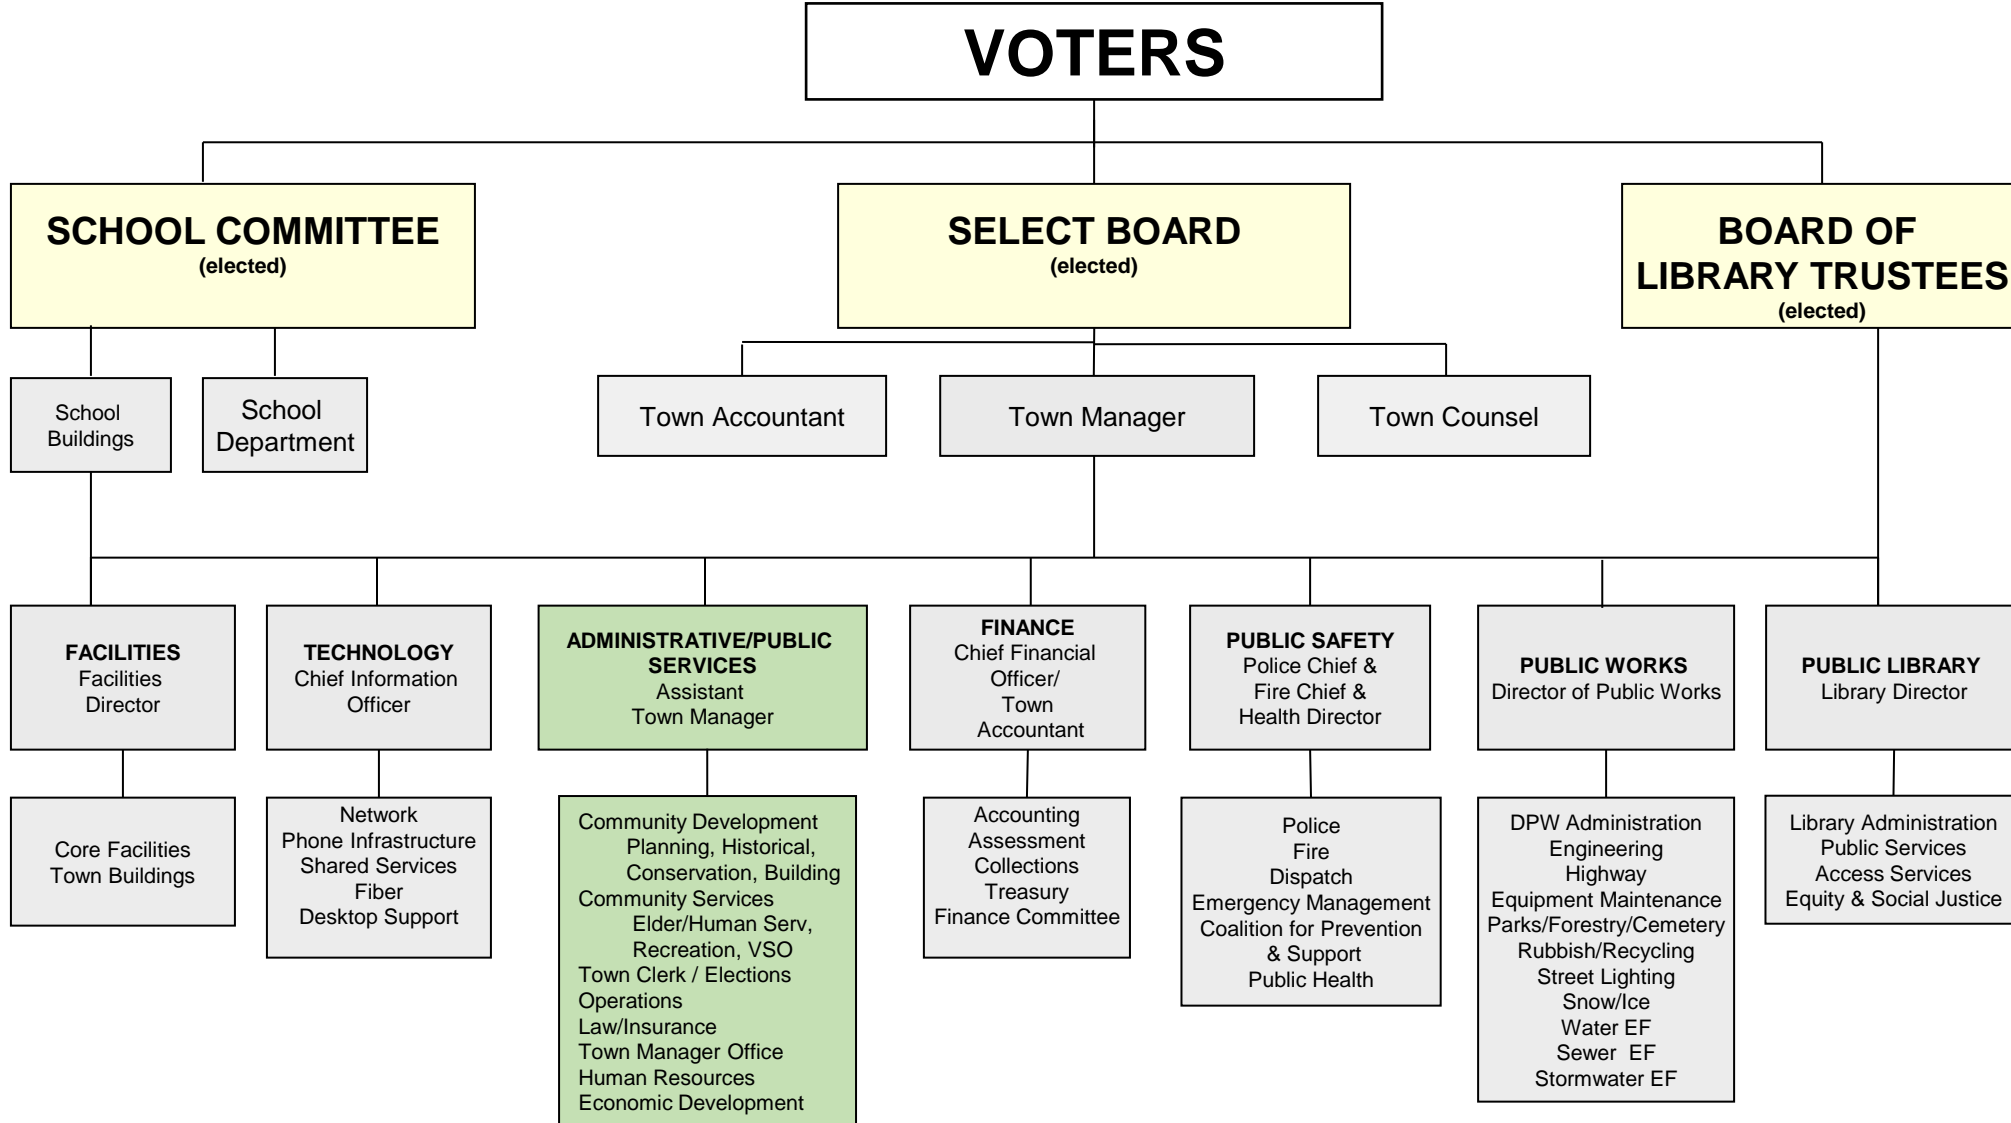 VOTERS
SCHOOL COMMITTEE
(elected)
SELECT BOARD
(elected)
BOARD OF
LIBRARY TRUSTEES
(elected)
School
Buildings
School
Department
Town Accountant
Town Manager
Town Counsel
FACILITIES
Facilities
Director
TECHNOLOGY
Chief Information
Officer
ADMINISTRATIVE/PUBLIC
SERVICES
Assistant
Town Manager
FINANCE
Chief Financial
Officer/
Town
Accountant
PUBLIC SAFETY
Police Chief &
Fire Chief &
Health Director
PUBLIC WORKS
Director of Public Works
PUBLIC LIBRARY
Library Director
Core Facilities
Town Buildings
Network
Phone Infrastructure
Shared Services
Fiber
Desktop Support
Community Development
Planning, Historical,
Conservation, Building
Community Services
Elder/Human Serv,
Recreation, VSO
Town Clerk / Elections
Operations
Law/Insurance
Town Manager Office
Human Resources
Economic Development
Accounting
Assessment
Collections
Treasury
Finance Committee
Police
Fire
Dispatch
Emergency Management
Coalition for Prevention
& Support
Public Health
DPW Administration
Engineering
Highway
Equipment Maintenance
Parks/Forestry/Cemetery
Rubbish/Recycling
Street Lighting
Snow/Ice
Water EF
Sewer EF
Stormwater EF
Library Administration
Public Services
Access Services
Equity & Social Justice